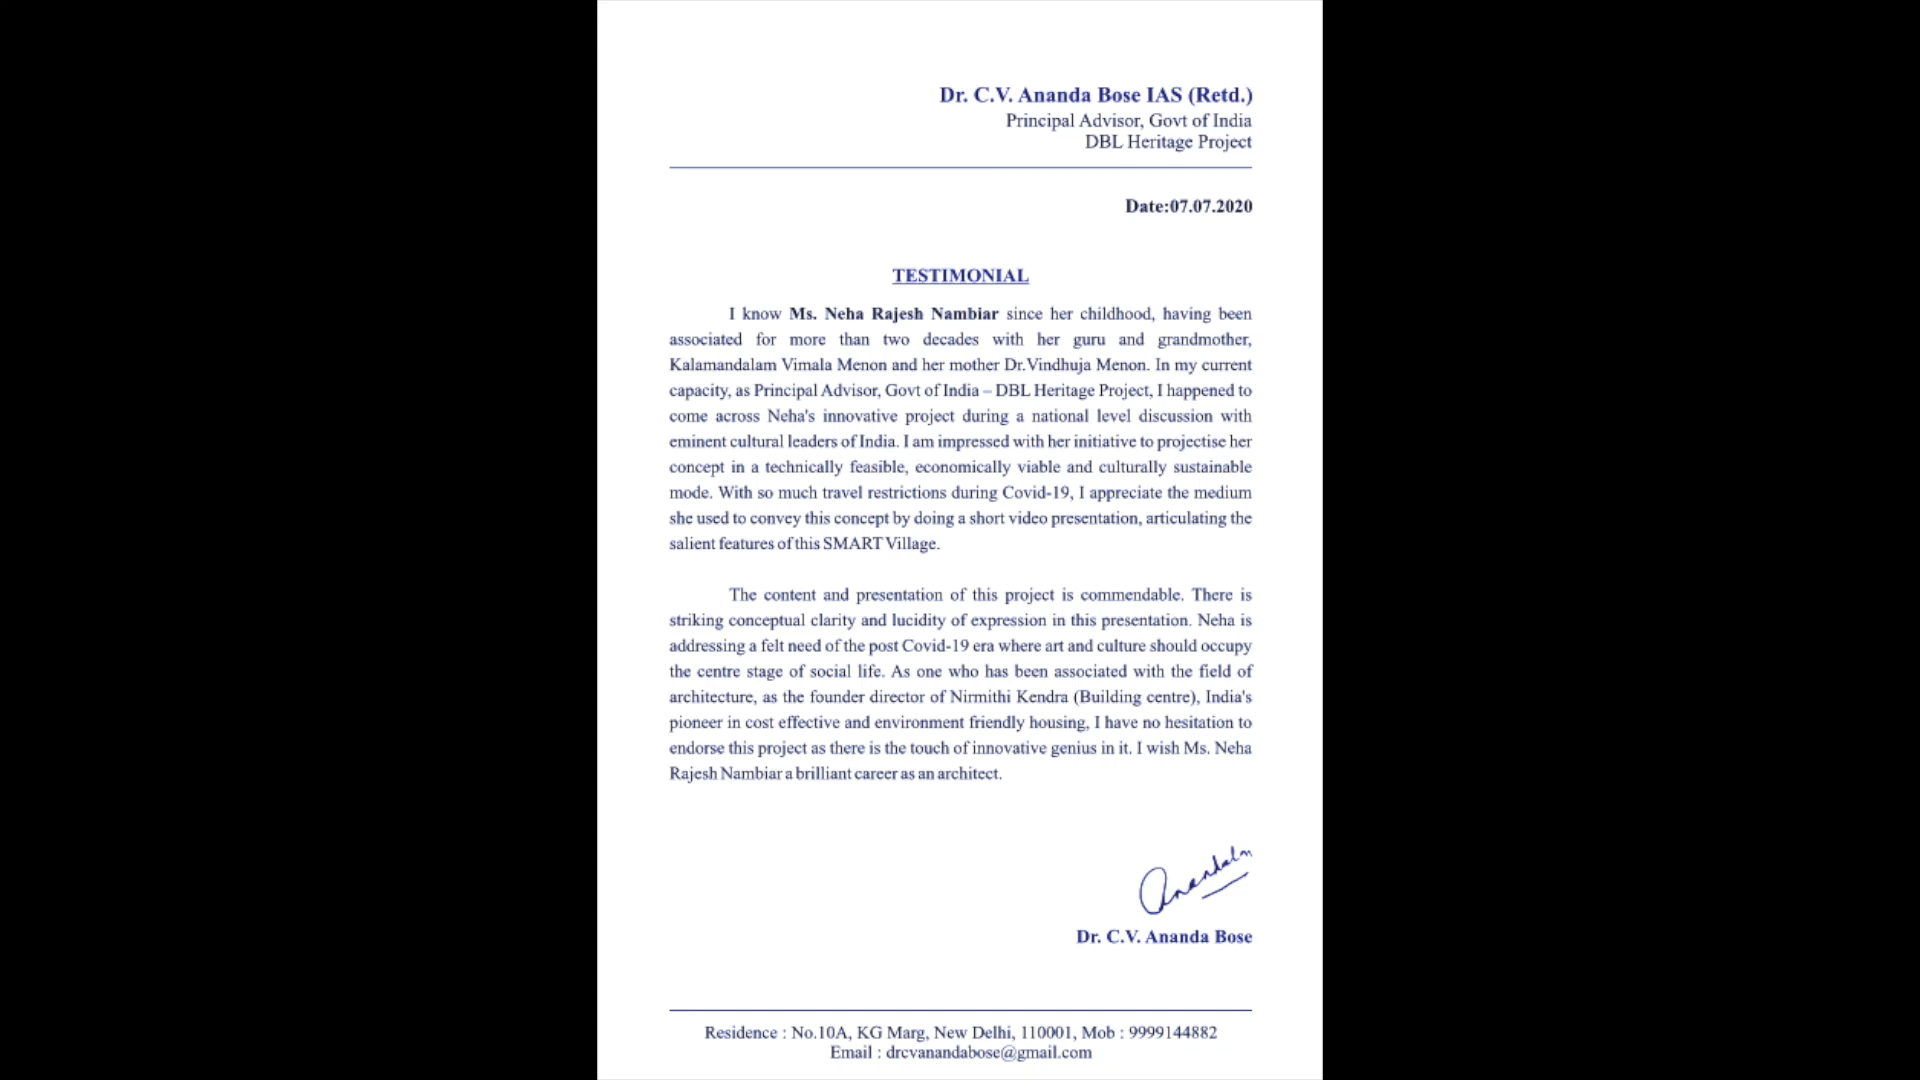 Dr. C.V. Ananda Bose IAS (Retd.)
Principal Advisor, Govt of India
DBL Heritage Project
Date:07.07.2020
TESTIMONIAL
I know Ms. Neha Rajesh Nambiar since her childhood, having been
associated for more than two decades with her guru and grandmother,
Kalamandalam Vimala Menon and her mother Dr.Vindhuja Menon. In my current
capacity, as Principal Advisor, Govt of India – DBL Heritage Project, I happened to
come across Neha's innovative project during a national level discussion with
eminent cultural leaders of India. I am impressed with her initiative to projectise her
concept in a technically feasible, economically viable and culturally sustainable
mode. With so much travel restrictions during Covid-19, I appreciate the medium
she used to convey this concept by doing a short video presentation, articulating the
salient features of this SMART Village.
The content and presentation of this project is commendable. There is
striking conceptual clarity and lucidity of expression in this presentation. Neha is
addressing a felt need of the post Covid-19 era where art and culture should occupy
the centre stage of social life. As one who has been associated with the field of
architecture, as the founder director of Nirmithi Kendra (Building centre), India's
pioneer in cost effective and environment friendly housing, I have no hesitation to
endorse this project as there is the touch of innovative genius in it. I wish Ms. Neha
Rajesh Nambiar a brilliant career as an architect.
Dr. C.V. Ananda Bose
Residence : No.10A, KG Marg, New Delhi, 110001, Mob : 9999144882
Email : drcvanandabose@gmail.com